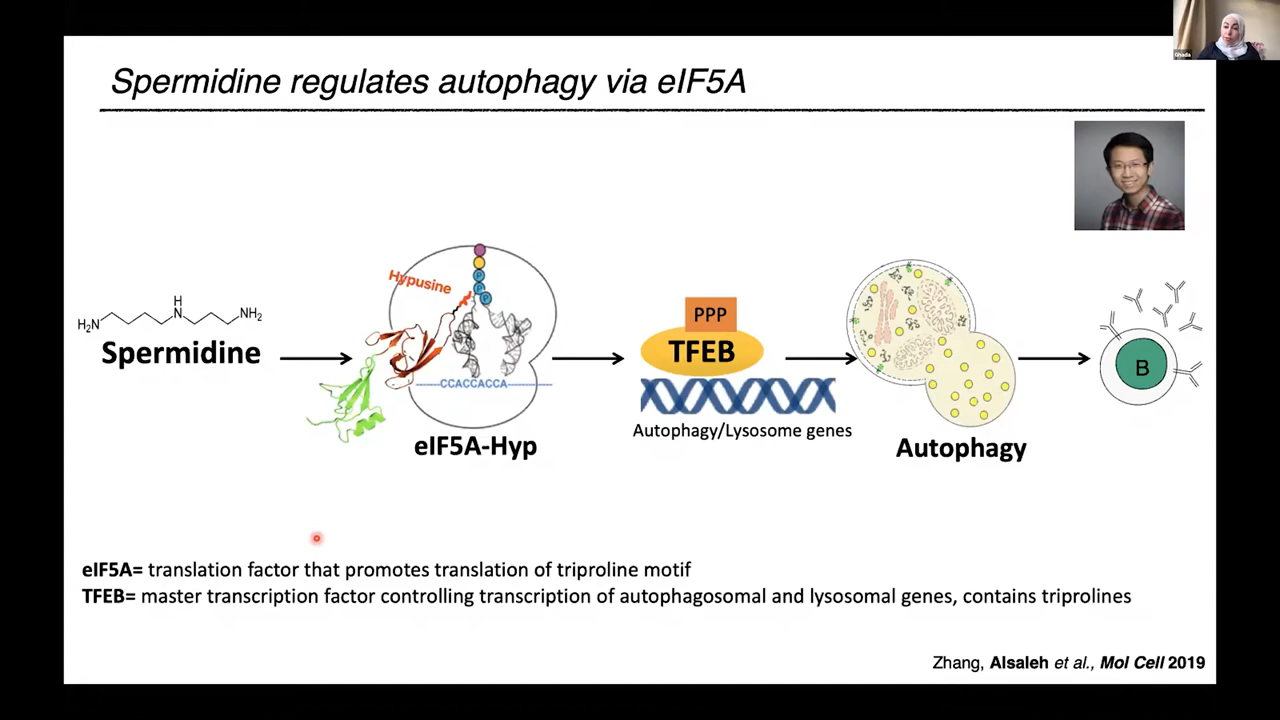 Ghada
Spermidine regulates autophagy via eIF5A
Hypusine
P
P
P
H
H₂N
N
NH₂
PPP
TFEB
Spermidine
B
CCACCACCA
Autophagy/Lysosome genes
eIF5A-Hyp
Autophagy
eIF5A= translation factor that promotes translation of triproline motif
TFEB= master transcription factor controlling transcription of autophagosomal and lysosomal genes, contains triprolines
Zhang, Alsaleh et al., Mol Cell 2019